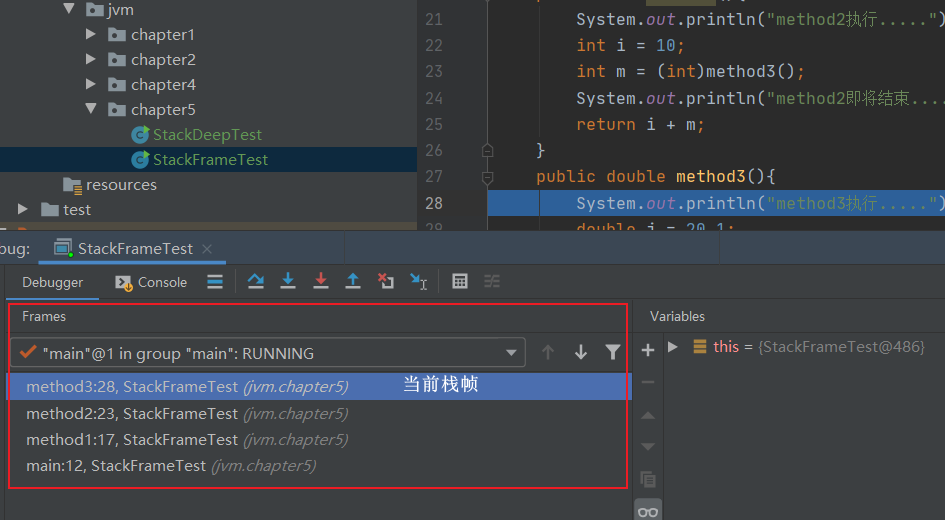 jvm
chapter1
chapter2
chapter4
chapter5
StackDeepTest
StackFrameTest
resources
test
21 System.out.println("method2执行.....")
22 int i = 10;
23 int m = (int)method3();
24 System.out.println("method2即将结束....
25 return i + m;
26 }
27 public double method3(){
28 System.out.println("method3执行.....")
29
bug: StackFrameTest
Debugger Console
Frames
"main"@1 in group "main": RUNNING
method3:28, StackFrameTest (jvm.chapter5) 当前栈帧
method2:23, StackFrameTest (jvm.chapter5)
method1:17, StackFrameTest (jvm.chapter5)
main:12, StackFrameTest (jvm.chapter5)
Variables
this = {StackFrameTest@486}